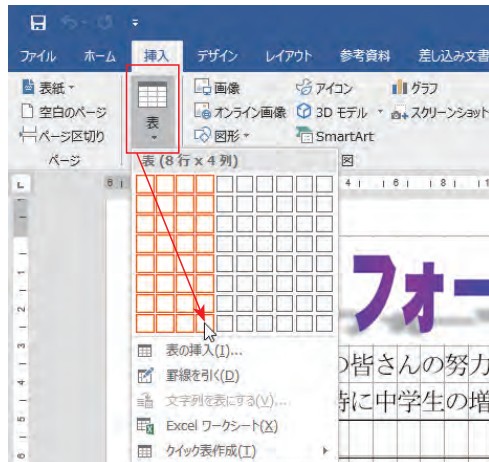 ファイル ホーム 挿入 デザイン レイアウト 参考資料 差し込み文書
表紙 画像 アイコン グラフ
空白のページ オンライン画像 3D モデル スクリーンショット
ページ区切り 表 図形 SmartArt
ページ 図
表 (8 行 x 4 列)
8 4 6 8
フォー
の皆さんの努力
特に中学生の増
表の挿入(I)...
罫線を引く(D)
文字列を表にする(V)...
Excel ワークシート(X)
クイック表作成(T)